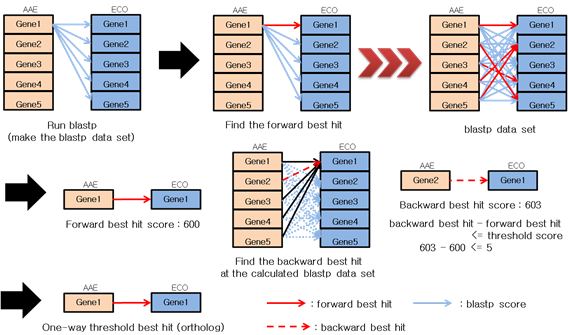 AAE ECO
Gene1 Gene1
Gene2 Gene2
Gene3 Gene3
Gene4 Gene4
Gene5 Gene5
Run blastp
(make the blastp data set)
AAE ECO
Gene1 Gene1
Gene2 Gene2
Gene3 Gene3
Gene4 Gene4
Gene5 Gene5
Find the forward best hit
AAE ECO
Gene1 Gene1
Gene2 Gene2
Gene3 Gene3
Gene4 Gene4
Gene5 Gene5
blastp data set
AAE ECO
Gene1 Gene1
Forward best hit score : 600
AAE ECO
Gene1 Gene1
Gene2 Gene2
Gene3 Gene3
Gene4 Gene4
Gene5 Gene5
Find the backward best hit
at the calculated blastp data set
AAE ECO
Gene2 Gene1
Backward best hit score : 603
backward best hit - forward best hit
<= threshold score
603 - 600 <= 5
AAE ECO
Gene1 Gene1
One-way threshold best hit (ortholog)
: forward best hit
: blastp score
: backward best hit